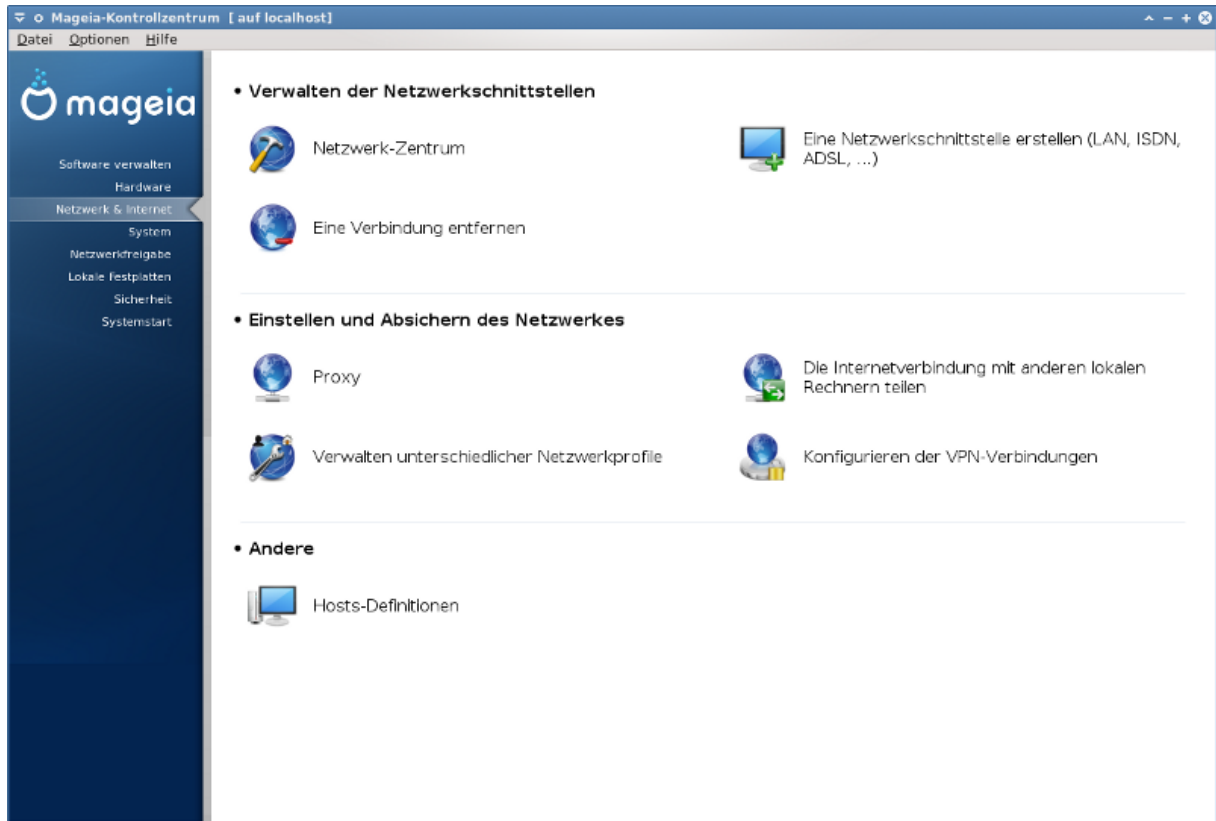 Mageia-Kontrollzentrum [ auf localhost]
Datei Optionen Hilfe
mageia
Software verwalten
Hardware
Netzwerk & Internet
System
Netzwerkfreigabe
Lokale Festplatten
Sicherheit
Systemstart
• Verwalten der Netzwerkschnittstellen
Netzwerk-Zentrum
Eine Netzwerkschnittstelle erstellen (LAN, ISDN,
ADSL, ...)
Eine Verbindung entfernen
• Einstellen und Absichern des Netzwerkes
Proxy
Die Internetverbindung mit anderen lokalen
Rechnern teilen
Verwalten unterschiedlicher Netzwerkprofile
Konfigurieren der VPN-Verbindungen
• Andere
Hosts-Definitionen